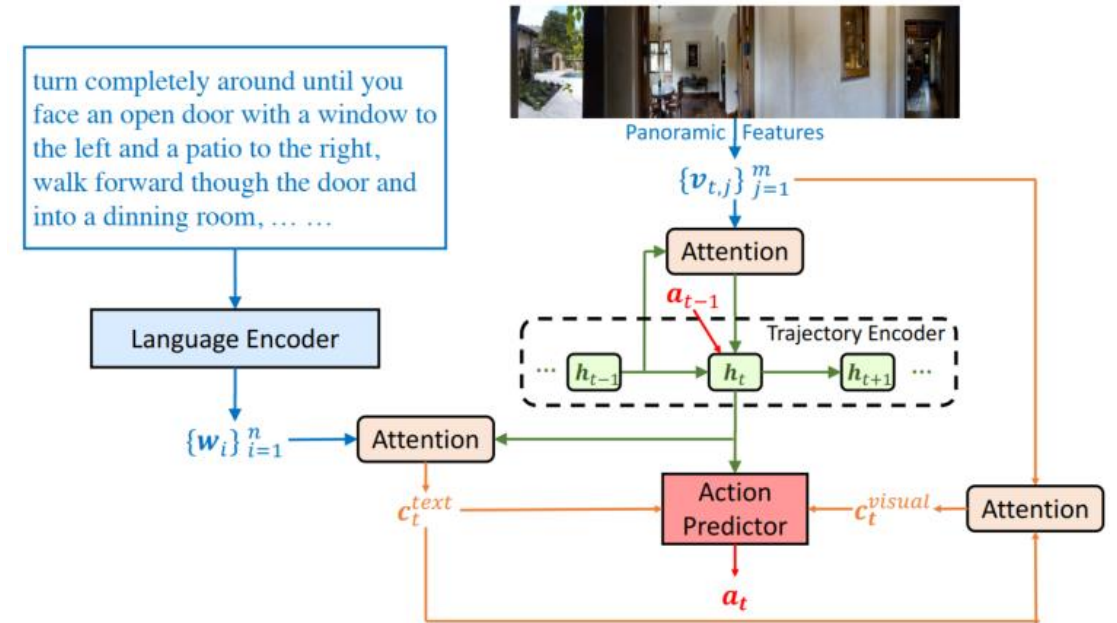 turn completely around until you
face an open door with a window to
the left and a patio to the right,
walk forward though the door and
into a dinning room, … …
Language Encoder
{w_i}_{i=1}^{n}
Panoramic Features
{v_{t,j}}_{j=1}^{m}
Attention
a_{t-1}
Trajectory Encoder
… h_{t-1} h_t h_{t+1} …
Attention
c_t^{text}
Action
Predictor
c_t^{visual}
Attention
a_t